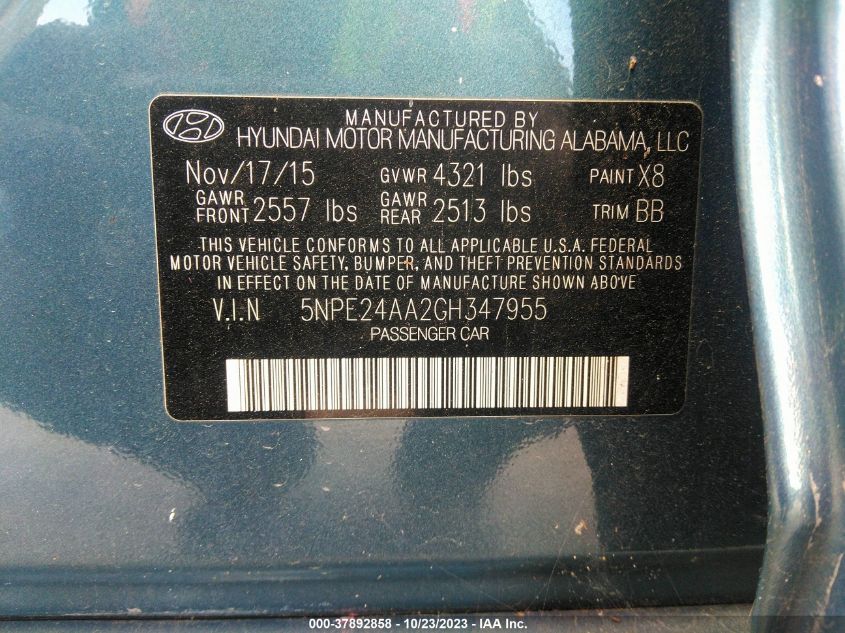 MANUFACTURED BY
HYUNDAI MOTOR MANUFACTURING ALABAMA, LLC
Nov/17/15 GVWR 4321 lbs PAINT X8
GAWR FRONT 2557 lbs GAWR REAR 2513 lbs TRIM BB
THIS VEHICLE CONFORMS TO ALL APPLICABLE U.S.A. FEDERAL
MOTOR VEHICLE SAFETY, BUMPER, AND THEFT PREVENTION STANDARDS
IN EFFECT ON THE DATE OF MANUFACTURE SHOWN ABOVE
V.I.N 5NPE24AA2GH347955
PASSENGER CAR
000-37892858 - 10/23/2023 - IAA Inc.